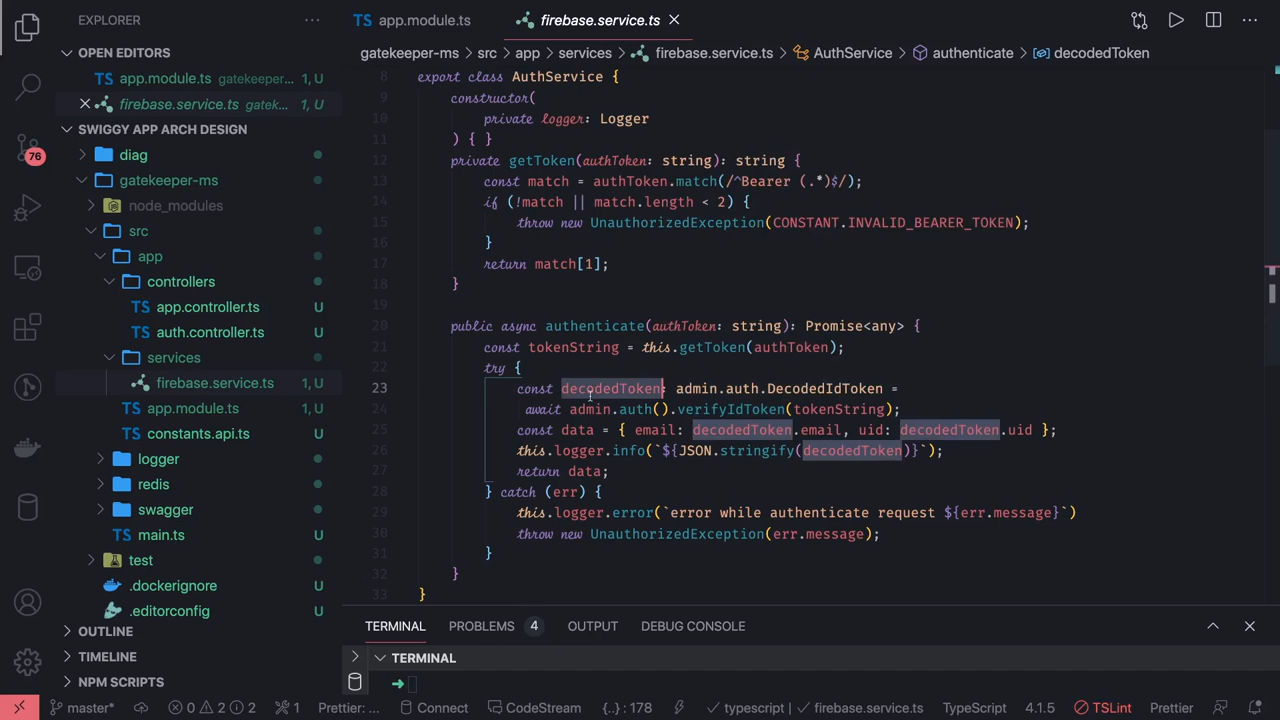 EXPLORER
OPEN EDITORS
TS app.module.ts gatekeeper... 1, U
firebase.service.ts gatek... 1, U
SWIGGY APP ARCH DESIGN
diag
gatekeeper-ms
node_modules
src
app
controllers
TS app.controller.ts U
TS auth.controller.ts U
services
firebase.service.ts U
TS app.module.ts U
TS constants.api.ts U
logger
redis
swagger
TS main.ts U
test
.dockerignore U
.editorconfig U
OUTLINE
TIMELINE
NPM SCRIPTS
76
TS app.module.ts
firebase.service.ts
gatekeeper-ms > src > app > services > firebase.service.ts > AuthService > authenticate > decodedToken
8 export class AuthService {
9 constructor(
10 private logger: Logger
11 ) { }
12 private getToken(authToken: string): string {
13 const match = authToken.match(/^Bearer (.*)$/);
14 if (!match || match.length < 2) {
15 throw new UnauthorizedException(CONSTANT.INVALID_BEARER_TOKEN);
16 }
17 return match[1];
18 }
19
20 public async authenticate(authToken: string): Promise<any> {
21 const tokenString = this.getToken(authToken);
22 try {
23 const decodedToken: admin.auth.DecodedIdToken =
24 await admin.auth().verifyIdToken(tokenString);
25 const data = { email: decodedToken.email, uid: decodedToken.uid };
26 this.logger.info(`${JSON.stringify(decodedToken)}`);
27 return data;
28 } catch (err) {
29 this.logger.error(`error while authenticate request ${err.message}`)
30 throw new UnauthorizedException(err.message);
31 }
32 }
33 }
TERMINAL PROBLEMS 4 OUTPUT DEBUG CONSOLE
TERMINAL
master* 0 2 2 1 Prettier: ... Connect CodeStream {..} : 178 typescript | firebase.service.ts TypeScript 4.1.5 TSLint Prettier